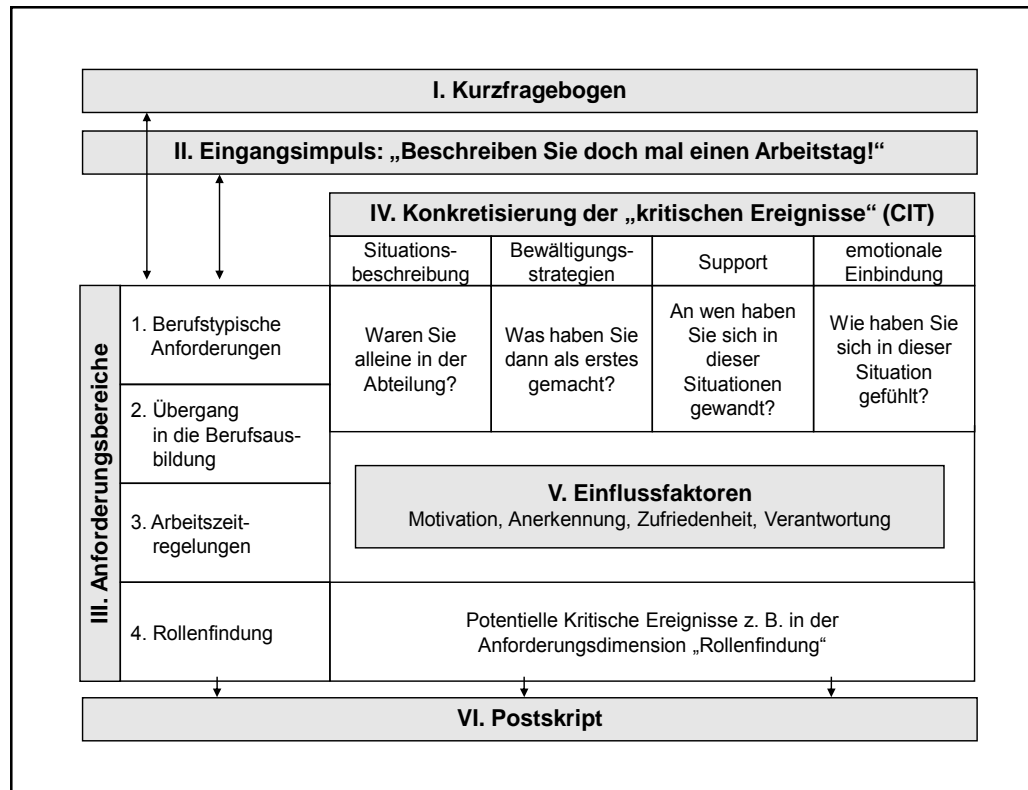 I. Kurzfragebogen
II. Eingangsimpuls: „Beschreiben Sie doch mal einen Arbeitstag!“
IV. Konkretisierung der „kritischen Ereignisse“ (CIT)
Situations-
beschreibung
Bewältigungs-
strategien
Support
emotionale
Einbindung
III. Anforderungsbereiche
1. Berufstypische
Anforderungen
Waren Sie
alleine in der
Abteilung?
Was haben Sie
dann als erstes
gemacht?
An wen haben
Sie sich in
dieser
Situationen
gewandt?
Wie haben Sie
sich in dieser
Situation
gefühlt?
2. Übergang
in die Berufsaus-
bildung
V. Einflussfaktoren
Motivation, Anerkennung, Zufriedenheit, Verantwortung
3. Arbeitszeit-
regelungen
4. Rollenfindung
Potentielle Kritische Ereignisse z. B. in der
Anforderungsdimension „Rollenfindung“
VI. Postskript